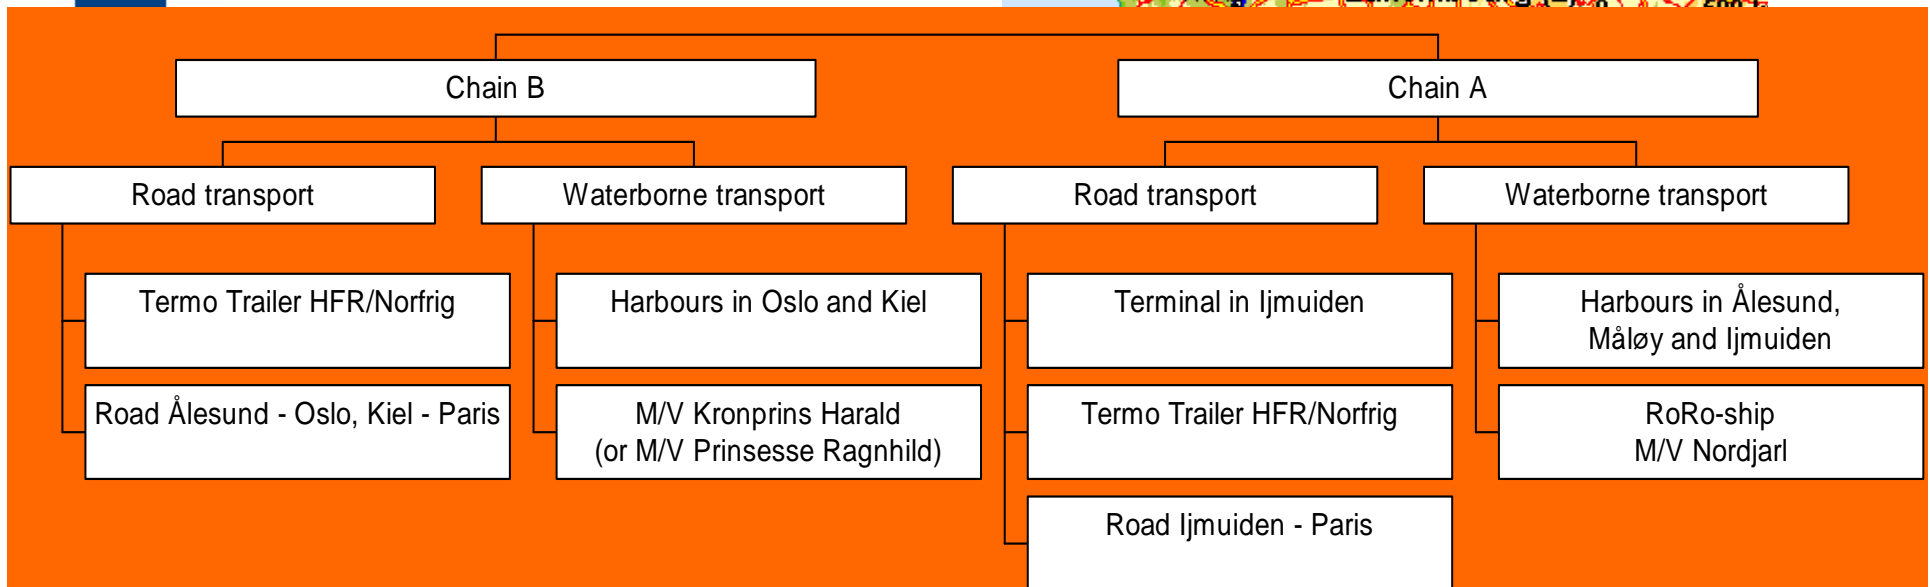 Chain B
Chain A
Road transport
Waterborne transport
Road transport
Waterborne transport
Termo Trailer HFR/Norfrig
Harbours in Oslo and Kiel
Terminal in Ijmuiden
Harbours in Ålesund,
Måløy and Ijmuiden
Road Ålesund - Oslo, Kiel - Paris
M/V Kronprins Harald
(or M/V Prinsesse Ragnhild)
Termo Trailer HFR/Norfrig
RoRo-ship
M/V Nordjarl
Road Ijmuiden - Paris